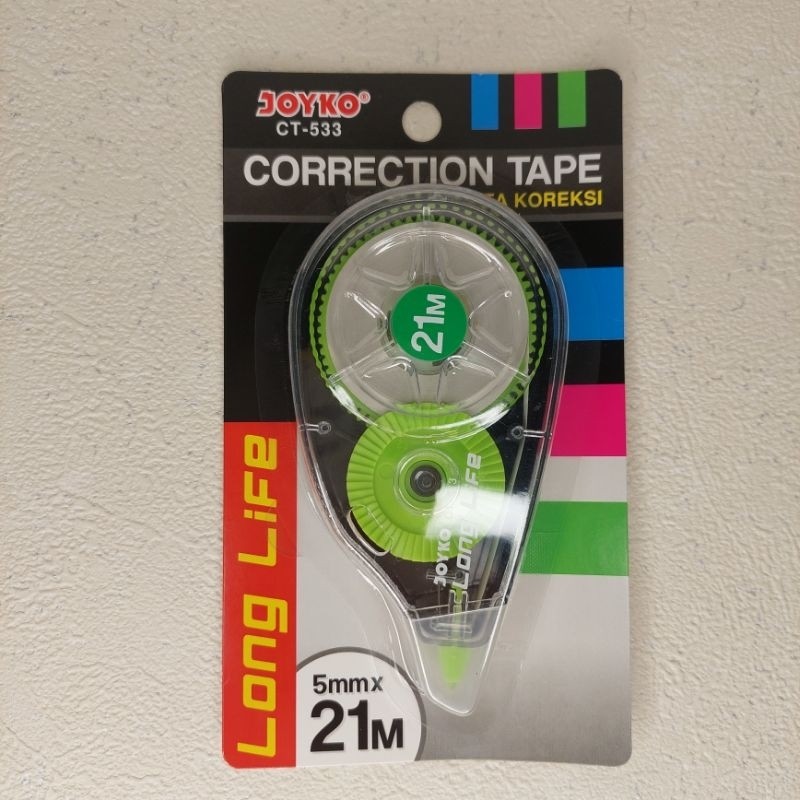 JOYKO®
CT-533
CORRECTION TAPE
KOREKSI
21M
JOYKO
Long Life
Long Life
5mm x
21M